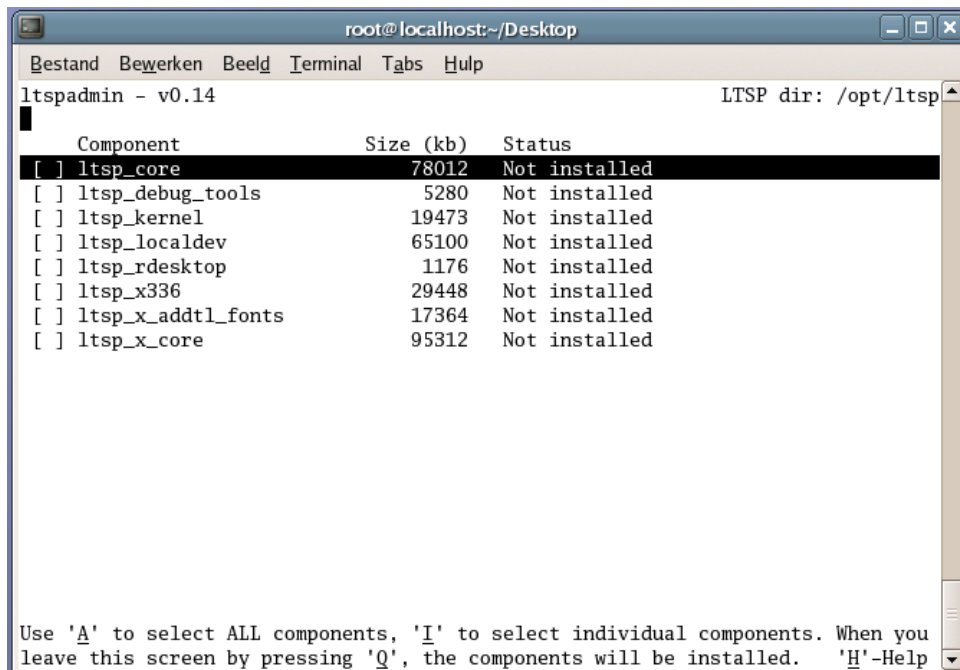 root@localhost:~/Desktop
Bestand Bewerken Beeld Terminal Tabs Hulp
ltspadmin - v0.14 LTSP dir: /opt/ltsp
Component Size (kb) Status
[ ] ltsp_core 78012 Not installed
[ ] ltsp_debug_tools 5280 Not installed
[ ] ltsp_kernel 19473 Not installed
[ ] ltsp_localdev 65100 Not installed
[ ] ltsp_rdesktop 1176 Not installed
[ ] ltsp_x336 29448 Not installed
[ ] ltsp_x_addtl_fonts 17364 Not installed
[ ] ltsp_x_core 95312 Not installed
Use 'A' to select ALL components, 'I' to select individual components. When you
leave this screen by pressing 'Q', the components will be installed. 'H'-Help